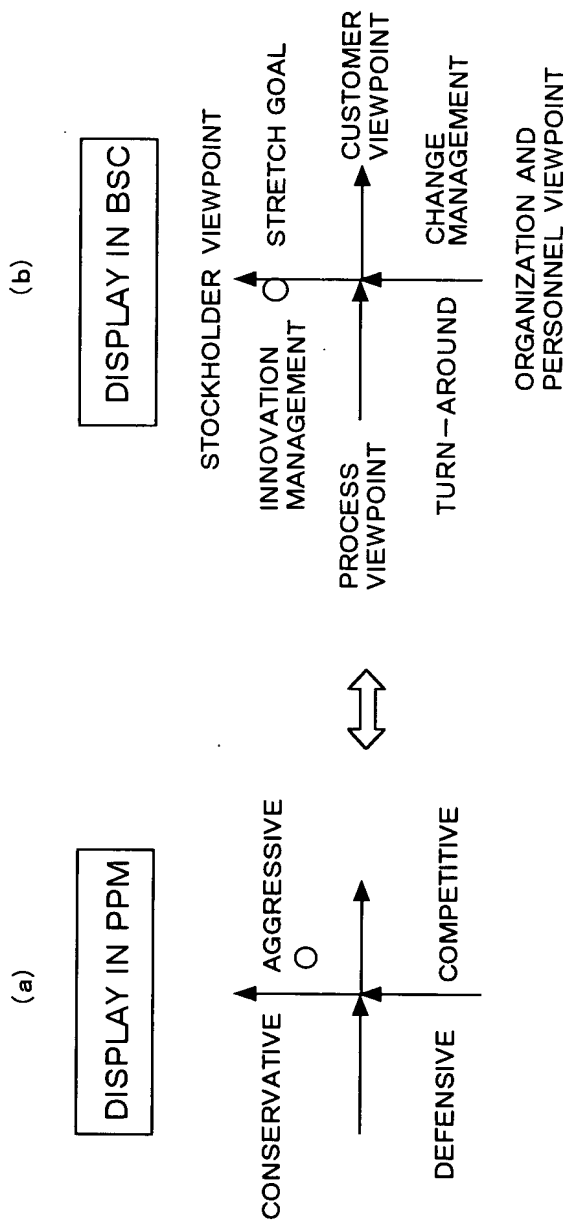 (a)
DISPLAY IN PPM
CONSERVATIVE
AGGRESSIVE
DEFENSIVE
COMPETITIVE
(b)
DISPLAY IN BSC
STOCKHOLDER VIEWPOINT
INNOVATION
MANAGEMENT
STRETCH GOAL
PROCESS
VIEWPOINT
CUSTOMER
VIEWPOINT
TURN-AROUND
CHANGE
MANAGEMENT
ORGANIZATION AND
PERSONNEL VIEWPOINT